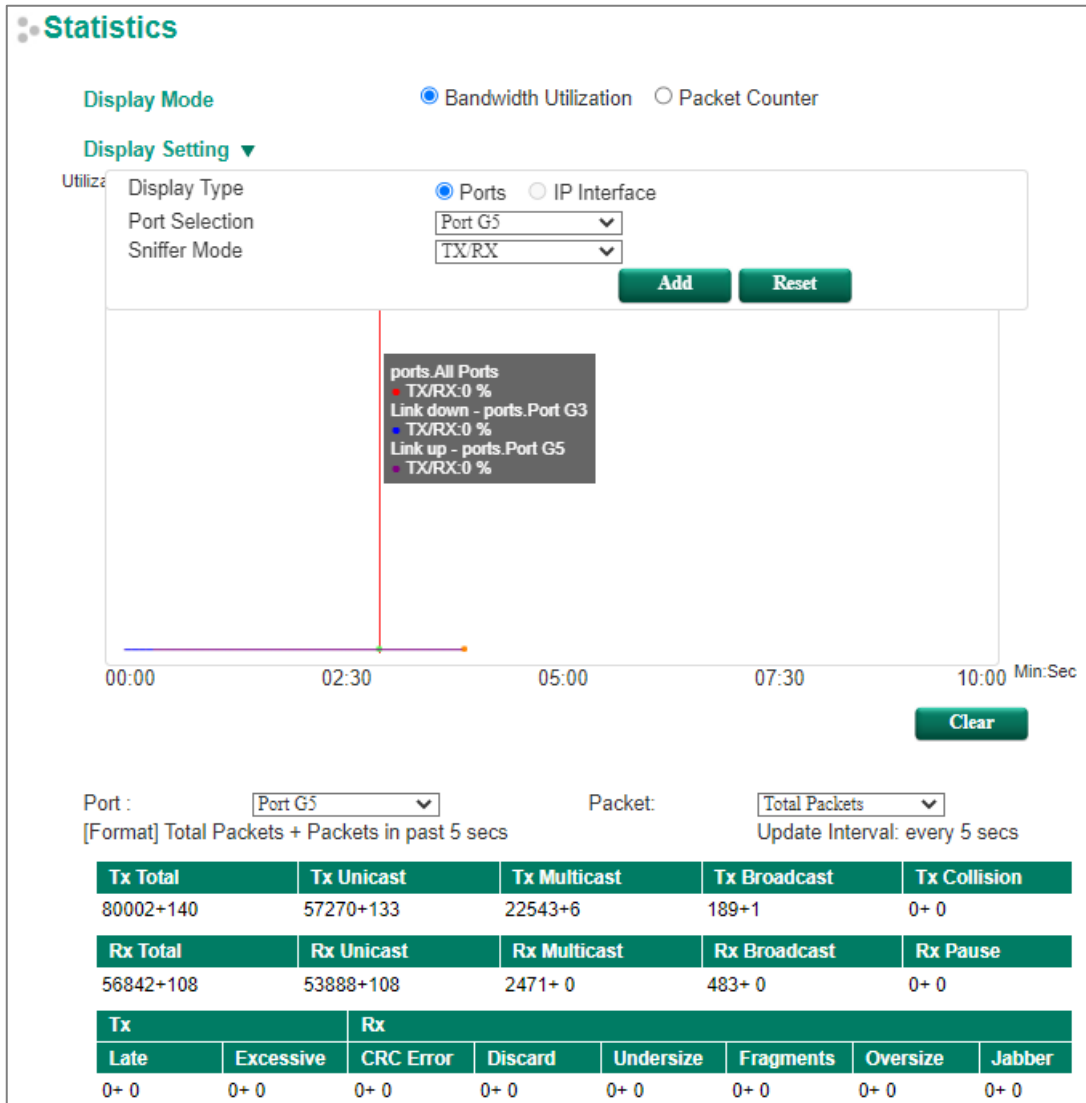 Statistics
Display Mode Bandwidth Utilization Packet Counter
Display Setting ▼
Utiliza
Display Type Ports IP Interface
Port Selection Port G5
Sniffer Mode TX/RX
Add Reset
ports.All Ports
• TX/RX:0 %
Link down - ports.Port G3
• TX/RX:0 %
Link up - ports.Port G5
• TX/RX:0 %
00:00 02:30 05:00 07:30 10:00 Min:Sec
Clear
Port : Port G5 Packet: Total Packets
[Format] Total Packets + Packets in past 5 secs Update Interval: every 5 secs
Tx Total Tx Unicast Tx Multicast Tx Broadcast Tx Collision
80002+140 57270+133 22543+6 189+1 0+ 0
Rx Total Rx Unicast Rx Multicast Rx Broadcast Rx Pause
56842+108 53888+108 2471+ 0 483+ 0 0+ 0
Tx Rx
Late Excessive CRC Error Discard Undersize Fragments Oversize Jabber
0+ 0 0+ 0 0+ 0 0+ 0 0+ 0 0+ 0 0+ 0 0+ 0